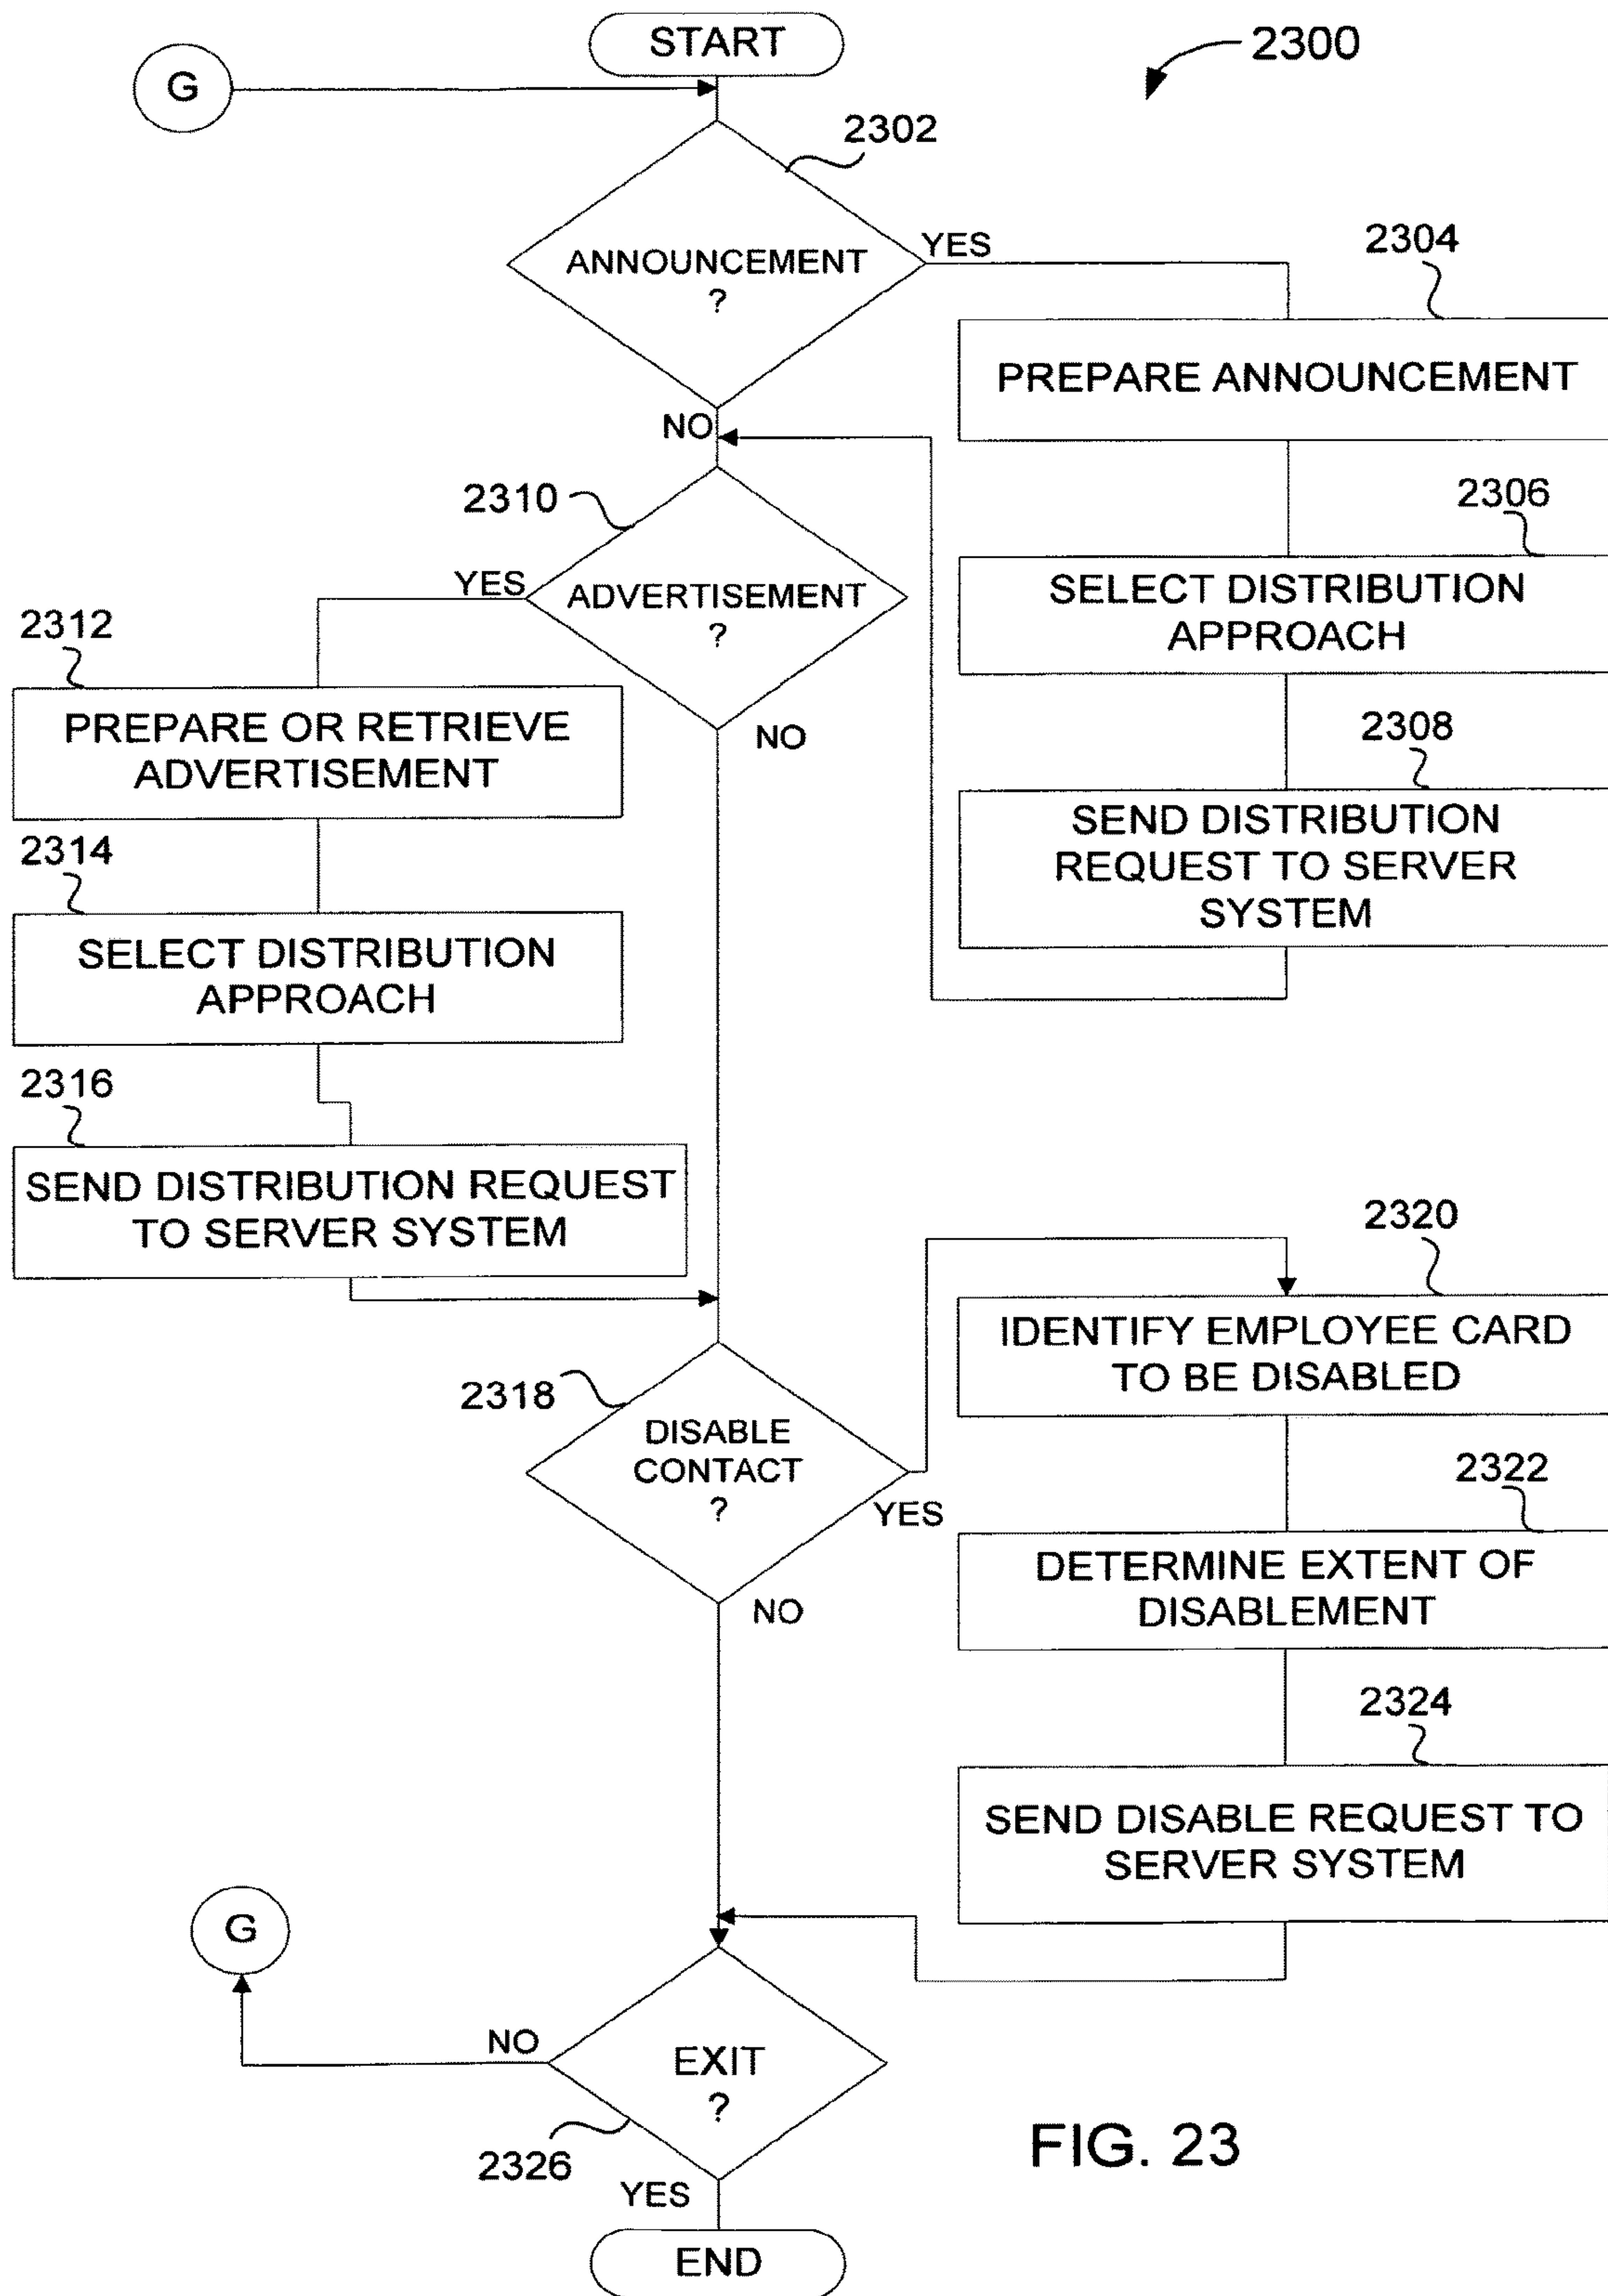 START
2300
G
2302
ANNOUNCEMENT
?
YES
2304
PREPARE ANNOUNCEMENT
NO
2306
SELECT DISTRIBUTION
APPROACH
2308
SEND DISTRIBUTION
REQUEST TO SERVER
SYSTEM
2310
ADVERTISEMENT
?
YES
NO
2312
PREPARE OR RETRIEVE
ADVERTISEMENT
2314
SELECT DISTRIBUTION
APPROACH
2316
SEND DISTRIBUTION REQUEST
TO SERVER SYSTEM
2318
DISABLE
CONTACT
?
YES
NO
2320
IDENTIFY EMPLOYEE CARD
TO BE DISABLED
2322
DETERMINE EXTENT OF
DISABLEMENT
2324
SEND DISABLE REQUEST TO
SERVER SYSTEM
G
NO
EXIT
?
2326
YES
END
FIG. 23